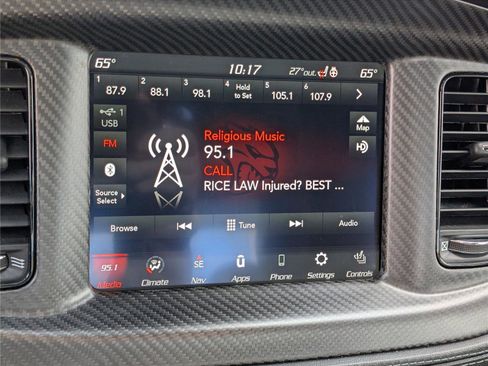 65° 10:17 27°out. 65°
1 87.9 2 88.1 3 98.1 4 Hold to Set 5 105.1 6 107.9
1
USB
FM
Source
Select
Religious Music
95.1
CALL
RICE LAW Injured? BEST ...
Map
Browse Tune Audio
95.1 SE
Media Climate Nav Apps Phone Settings Controls